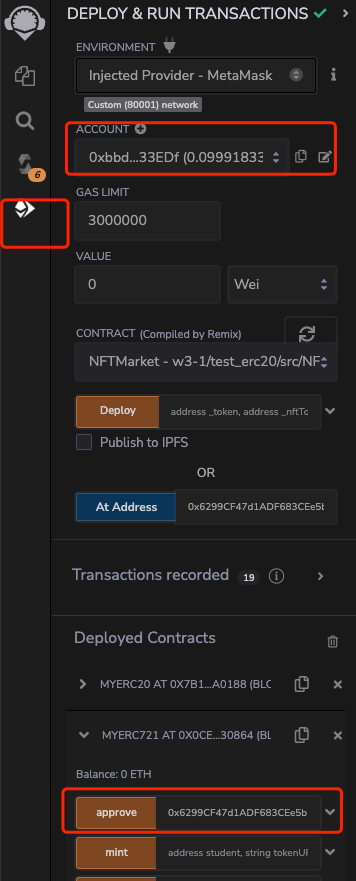 DEPLOY & RUN TRANSACTIONS
ENVIRONMENT
Injected Provider - MetaMask
Custom (80001) network
ACCOUNT
0xbbd...33EDf (0.09991833
6
GAS LIMIT
3000000
VALUE
0 Wei
CONTRACT (Compiled by Remix)
NFTMarket - w3-1/test_erc20/src/NF
Deploy address _token, address _nftTc
Publish to IPFS
OR
At Address 0x6299CF47d1ADF683CEe5b
Transactions recorded 19
Deployed Contracts
MYERC20 AT 0X7B1...A0188 (BLC
MYERC721 AT 0X0CE...30864 (BL
Balance: 0 ETH
approve 0x6299CF47d1ADF683CEe5b
mint address student, string tokenUF